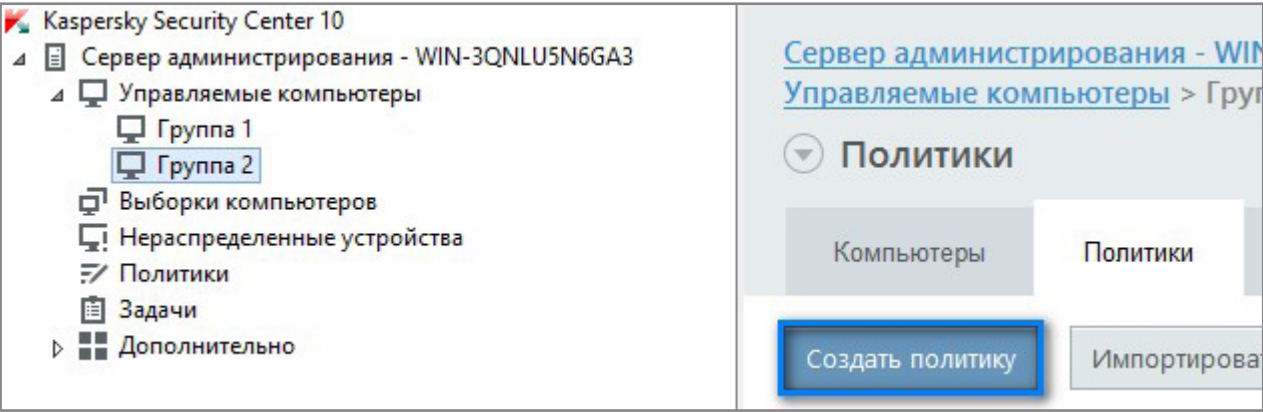 Kaspersky Security Center 10
Сервер администрирования - WIN-3QNLU5N6GA3
Управляемые компьютеры
Группа 1
Группа 2
Выборки компьютеров
Нераспределенные устройства
Политики
Задачи
Дополнительно
Сервер администрирования - WIN
Управляемые компьютеры > Груп
Политики
Компьютеры
Политики
Создать политику
Импортироват